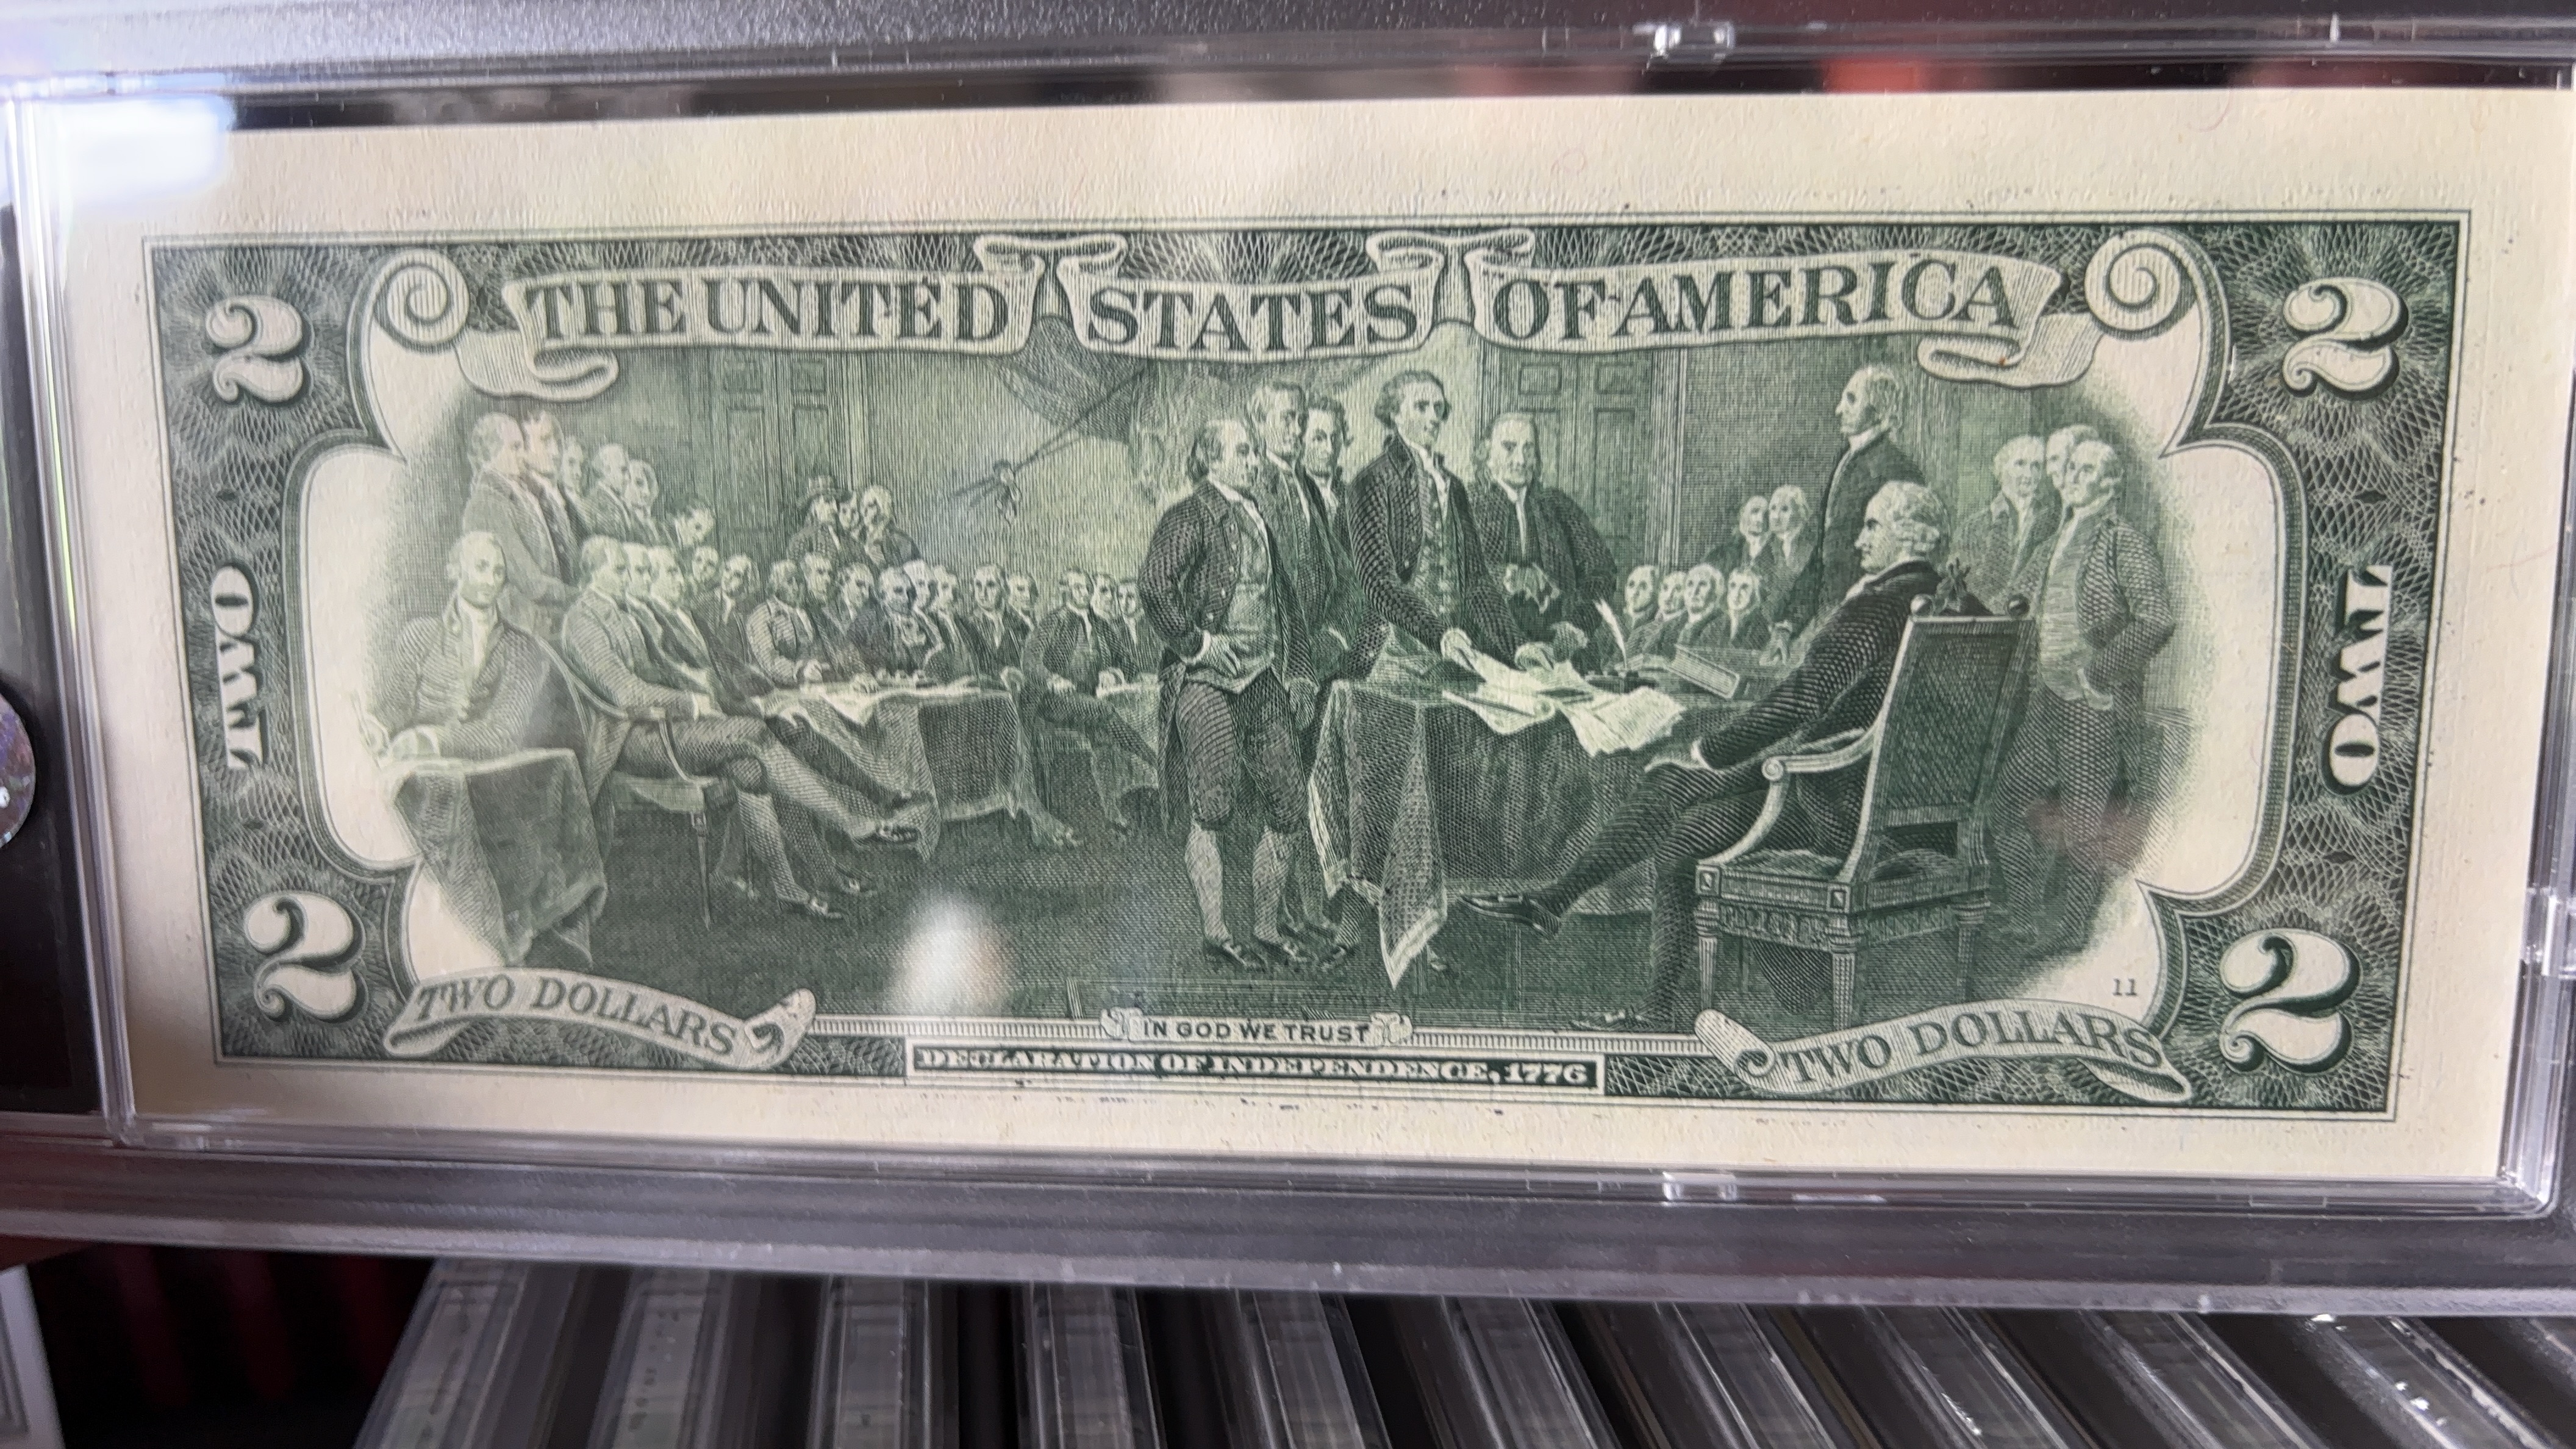 THE UNITED STATES OF AMERICA
2 2
TWO TWO
2 2
11
TWO DOLLARS TWO DOLLARS
IN GOD WE TRUST
DECLARATION OF INDEPENDENCE, 1776